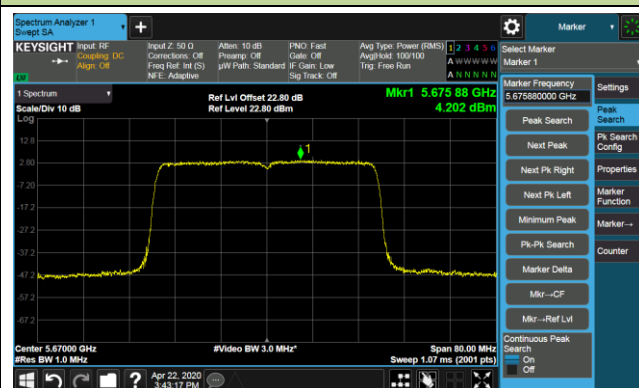 Spectrum Analyzer 1
Swept SA
Marker
KEYSIGHT
Input: RF
Coupling: DC
Align: Off
Input Z: 50 Ω
Corrections: Off
Freq Ref: Int (S)
NFE: Adaptive
Atten: 10 dB
Preamp: Off
µW Path: Standard
PNO: Fast
Gate: Off
IF Gain: Low
Sig Track: Off
Avg Type: Power (RMS)
Avg|Hold: 100/100
Trig: Free Run
1 2 3 4 5 6
A W W W W W
A N N N N N
LXI
Select Marker
Marker 1
1 Spectrum
Scale/Div 10 dB
Log
Ref Lvl Offset 22.80 dB
Ref Level 22.80 dBm
Mkr1 5.675 88 GHz
4.202 dBm
1
12.8
2.80
-7.20
-17.2
-27.2
-37.2
-47.2
-57.2
-67.2
Center 5.67000 GHz
#Res BW 1.0 MHz
#Video BW 3.0 MHz*
Span 80.00 MHz
Sweep 1.07 ms (2001 pts)
Marker Frequency
5.675880000 GHz
Peak Search
Next Peak
Next Pk Right
Next Pk Left
Minimum Peak
Pk-Pk Search
Marker Delta
Mkr→CF
Mkr→Ref Lvl
Continuous Peak
Search
On
Off
Settings
Peak
Search
Pk Search
Config
Properties
Marker
Function
Marker→
Counter
Apr 22, 2020
3:43:17 PM